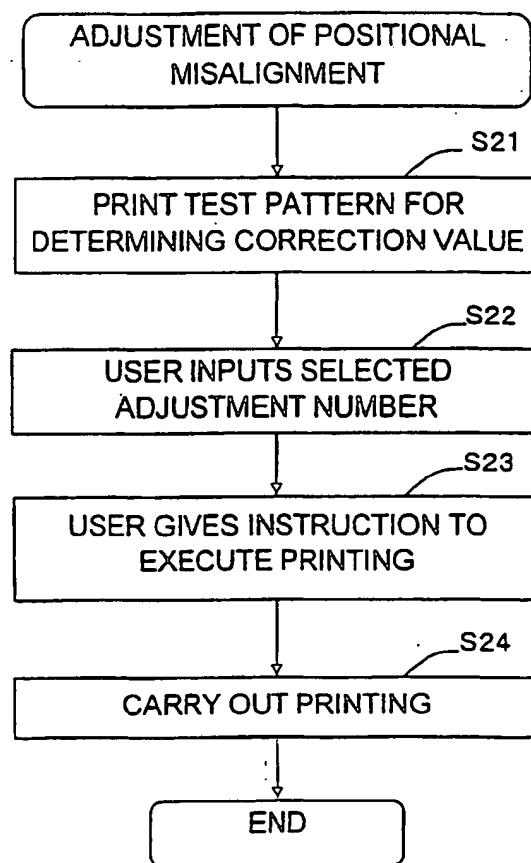 ADJUSTMENT OF POSITIONAL
MISALIGNMENT
S21
PRINT TEST PATTERN FOR
DETERMINING CORRECTION VALUE
S22
USER INPUTS SELECTED
ADJUSTMENT NUMBER
S23
USER GIVES INSTRUCTION TO
EXECUTE PRINTING
S24
CARRY OUT PRINTING
END